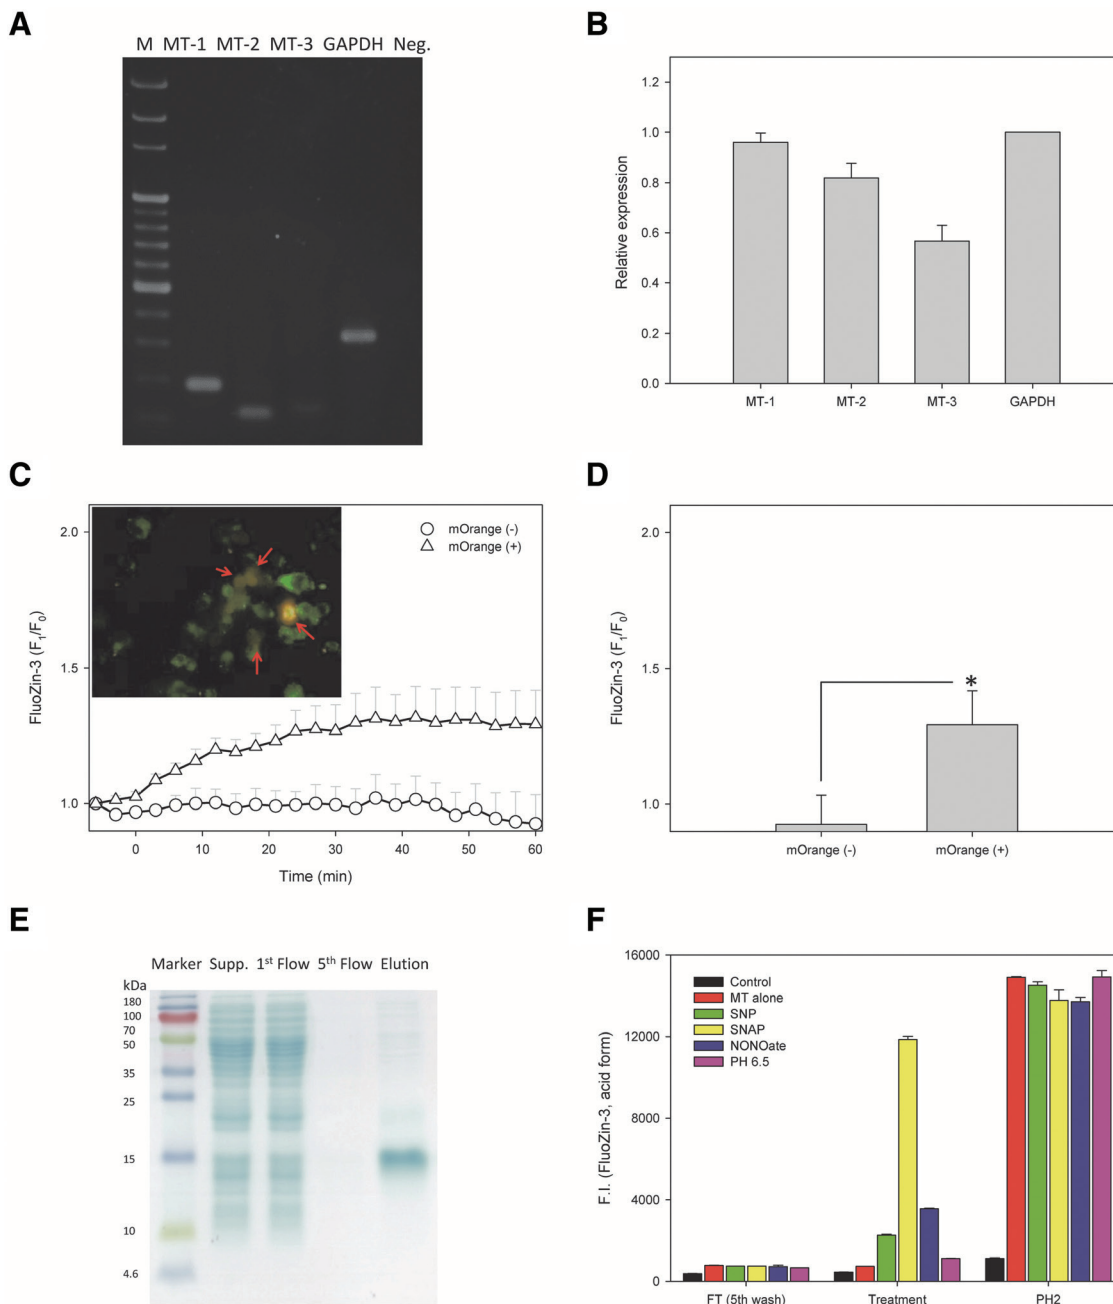 A
M MT-1 MT-2 MT-3 GAPDH Neg.
B
1.2
1.0
0.8
0.6
0.4
0.2
0.0
Relative expression
MT-1 MT-2 MT-3 GAPDH
C
2.0
1.5
1.0
FluoZin-3 (F1/F0)
mOrange (-)
mOrange (+)
0 10 20 30 40 50 60
Time (min)
D
2.0
1.5
1.0
FluoZin-3 (F1/F0)
*
mOrange (-) mOrange (+)
E
Marker Supp. 1st Flow 5th Flow Elution
kDa
180
100
70
50
35
25
15
10
4.6
F
16000
12000
8000
4000
0
F.I. (FluoZin-3, acid form)
Control
MT alone
SNP
SNAP
NONOate
PH 6.5
FT (5th wash) Treatment PH2